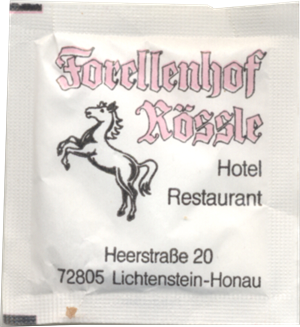 Forellenhof
Rössle
Hotel
Restaurant
Heerstraße 20
72805 Lichtenstein-Honau